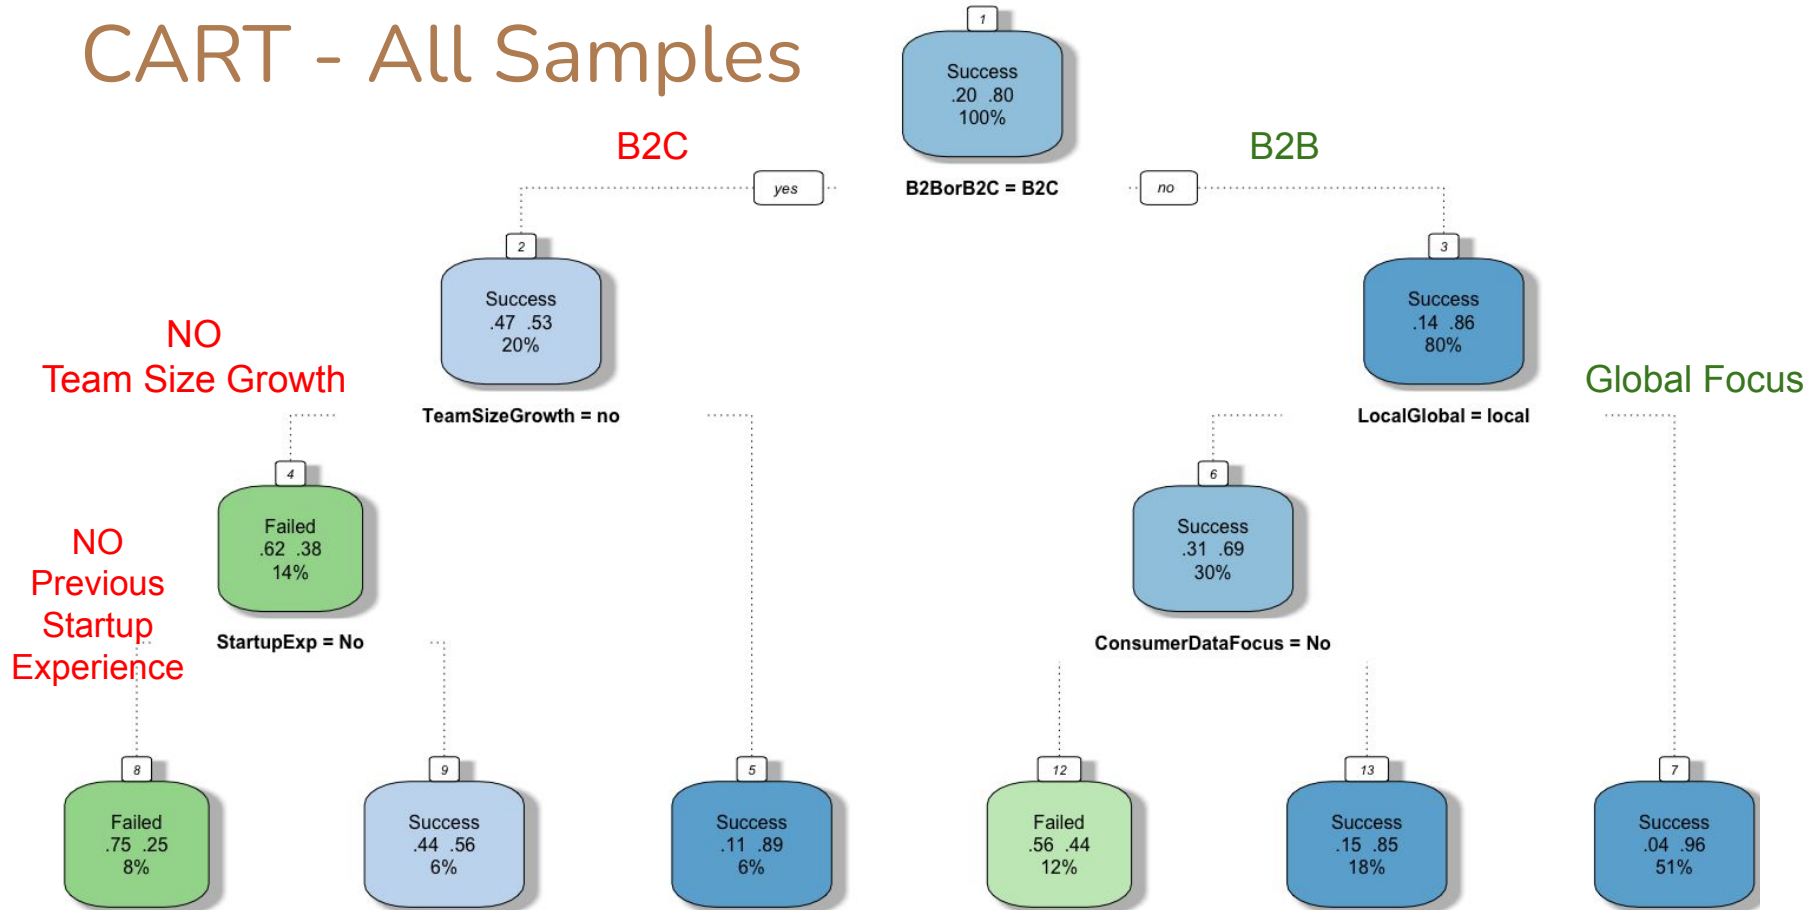 CART - All Samples
1
Success
.20 .80
100%
B2C
B2B
yes
B2BorB2C = B2C
no
2
Success
.47 .53
20%
3
Success
.14 .86
80%
NO
Team Size Growth
Global Focus
TeamSizeGrowth = no
LocalGlobal = local
4
Failed
.62 .38
14%
6
Success
.31 .69
30%
NO
Previous
Startup
Experience
StartupExp = No
ConsumerDataFocus = No
8
Failed
.75 .25
8%
9
Success
.44 .56
6%
5
Success
.11 .89
6%
12
Failed
.56 .44
12%
13
Success
.15 .85
18%
7
Success
.04 .96
51%